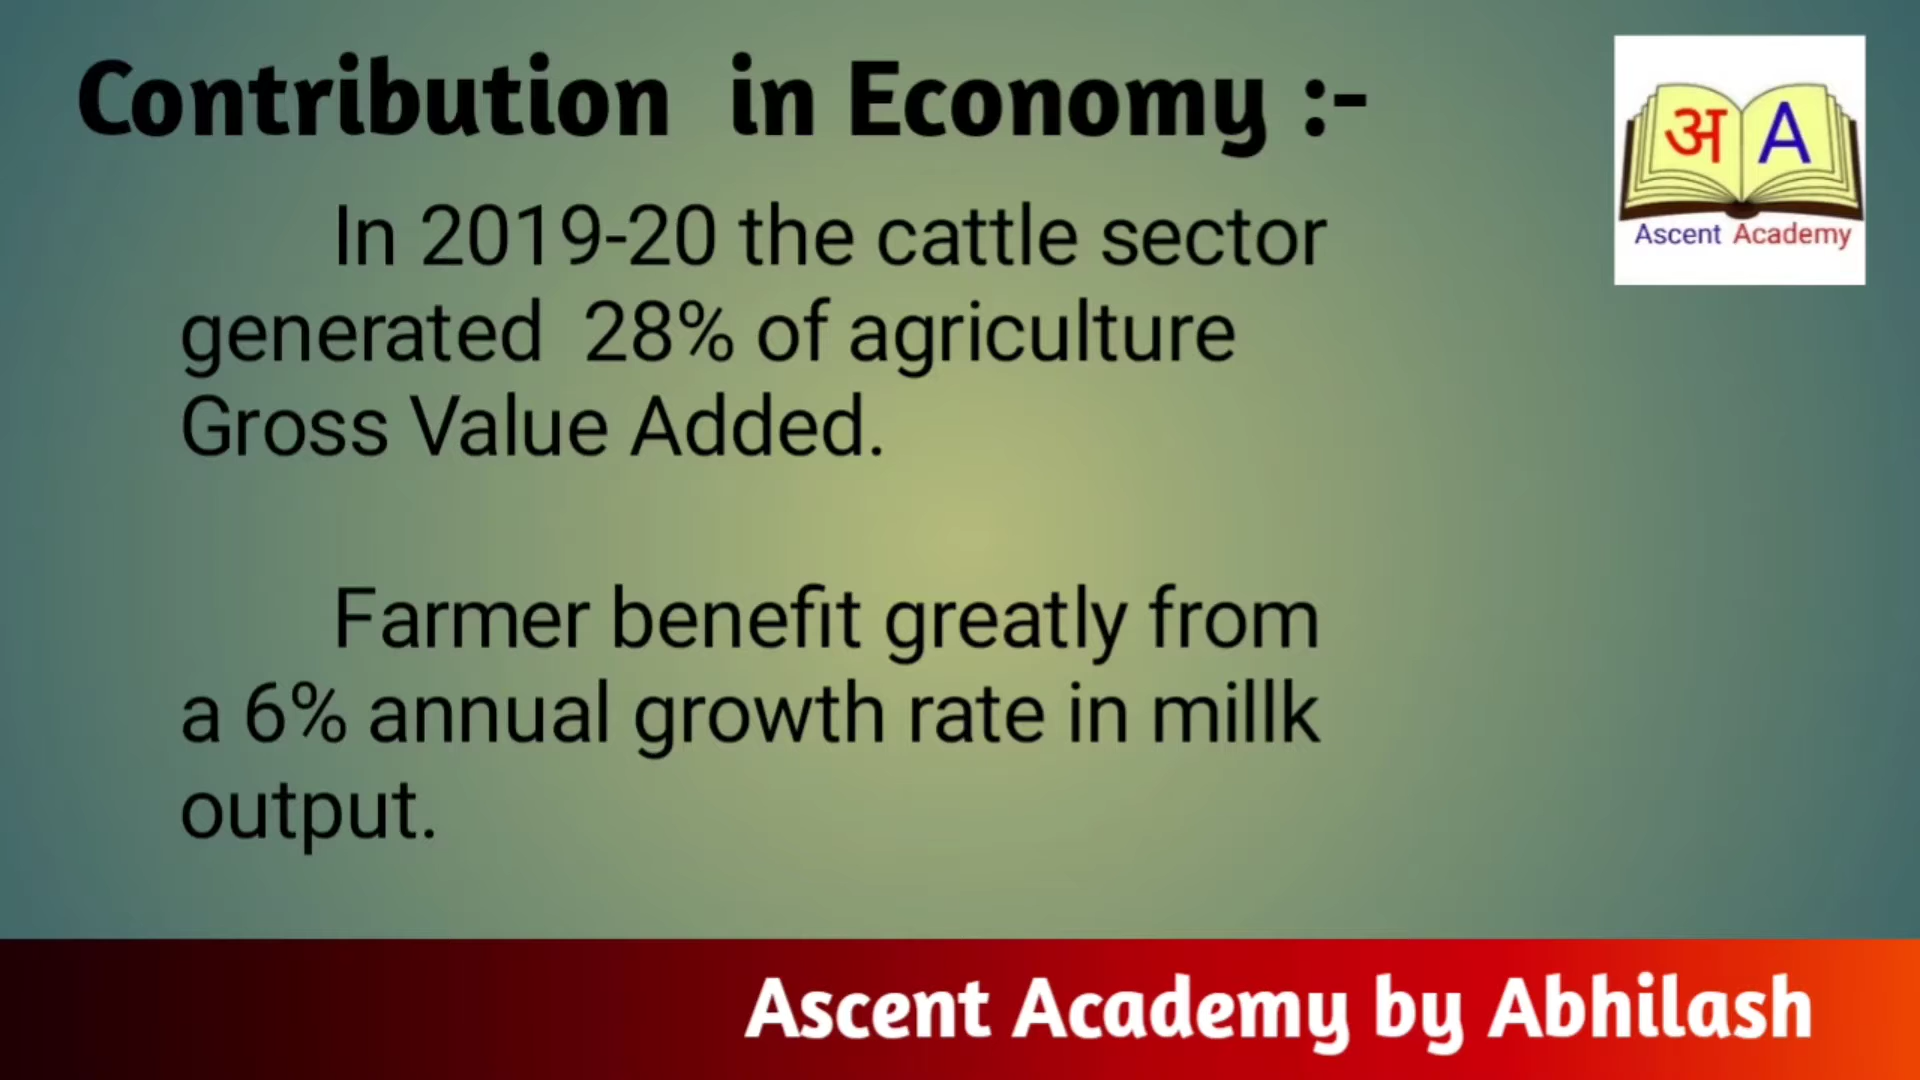 Contribution in Economy :-
अ A
Ascent Academy
In 2019-20 the cattle sector
generated 28% of agriculture
Gross Value Added.
Farmer benefit greatly from
a 6% annual growth rate in millk
output.
Ascent Academy by Abhilash